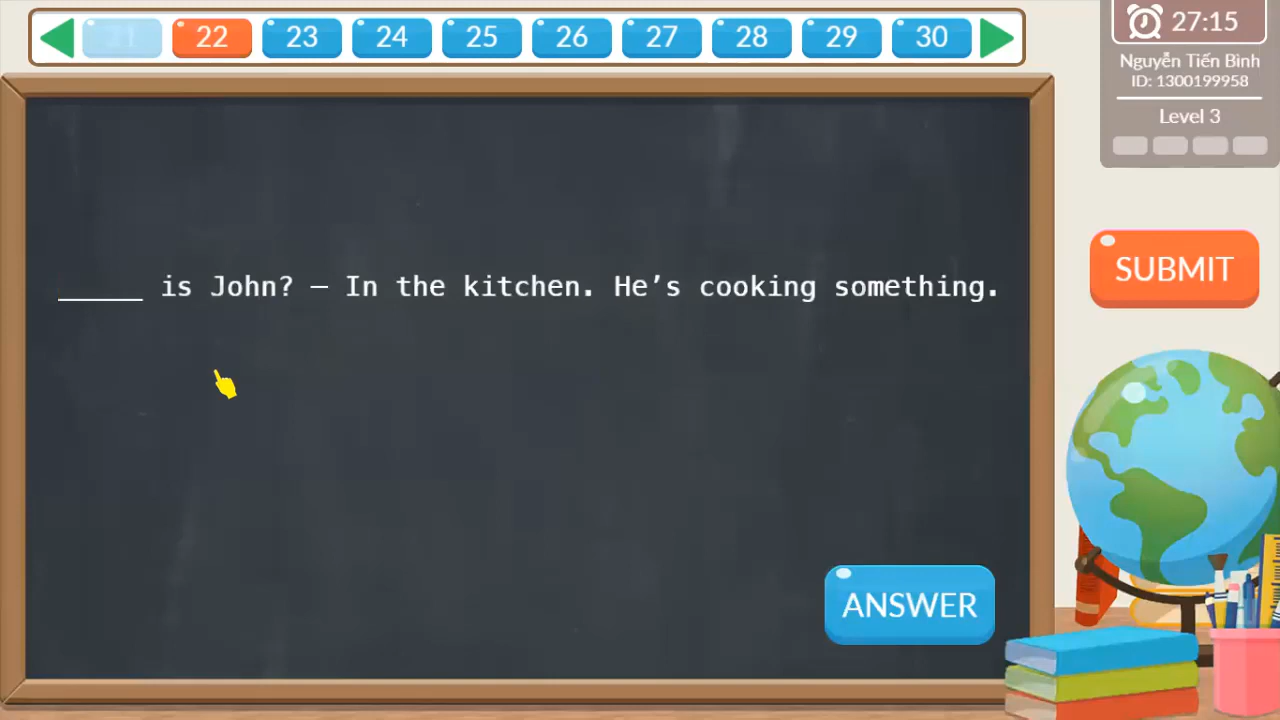 21 22 23 24 25 26 27 28 29 30
27:15
Nguyễn Tiến Bình
ID: 1300199958
Level 3
SUBMIT
_____ is John? – In the kitchen. He’s cooking something.
ANSWER